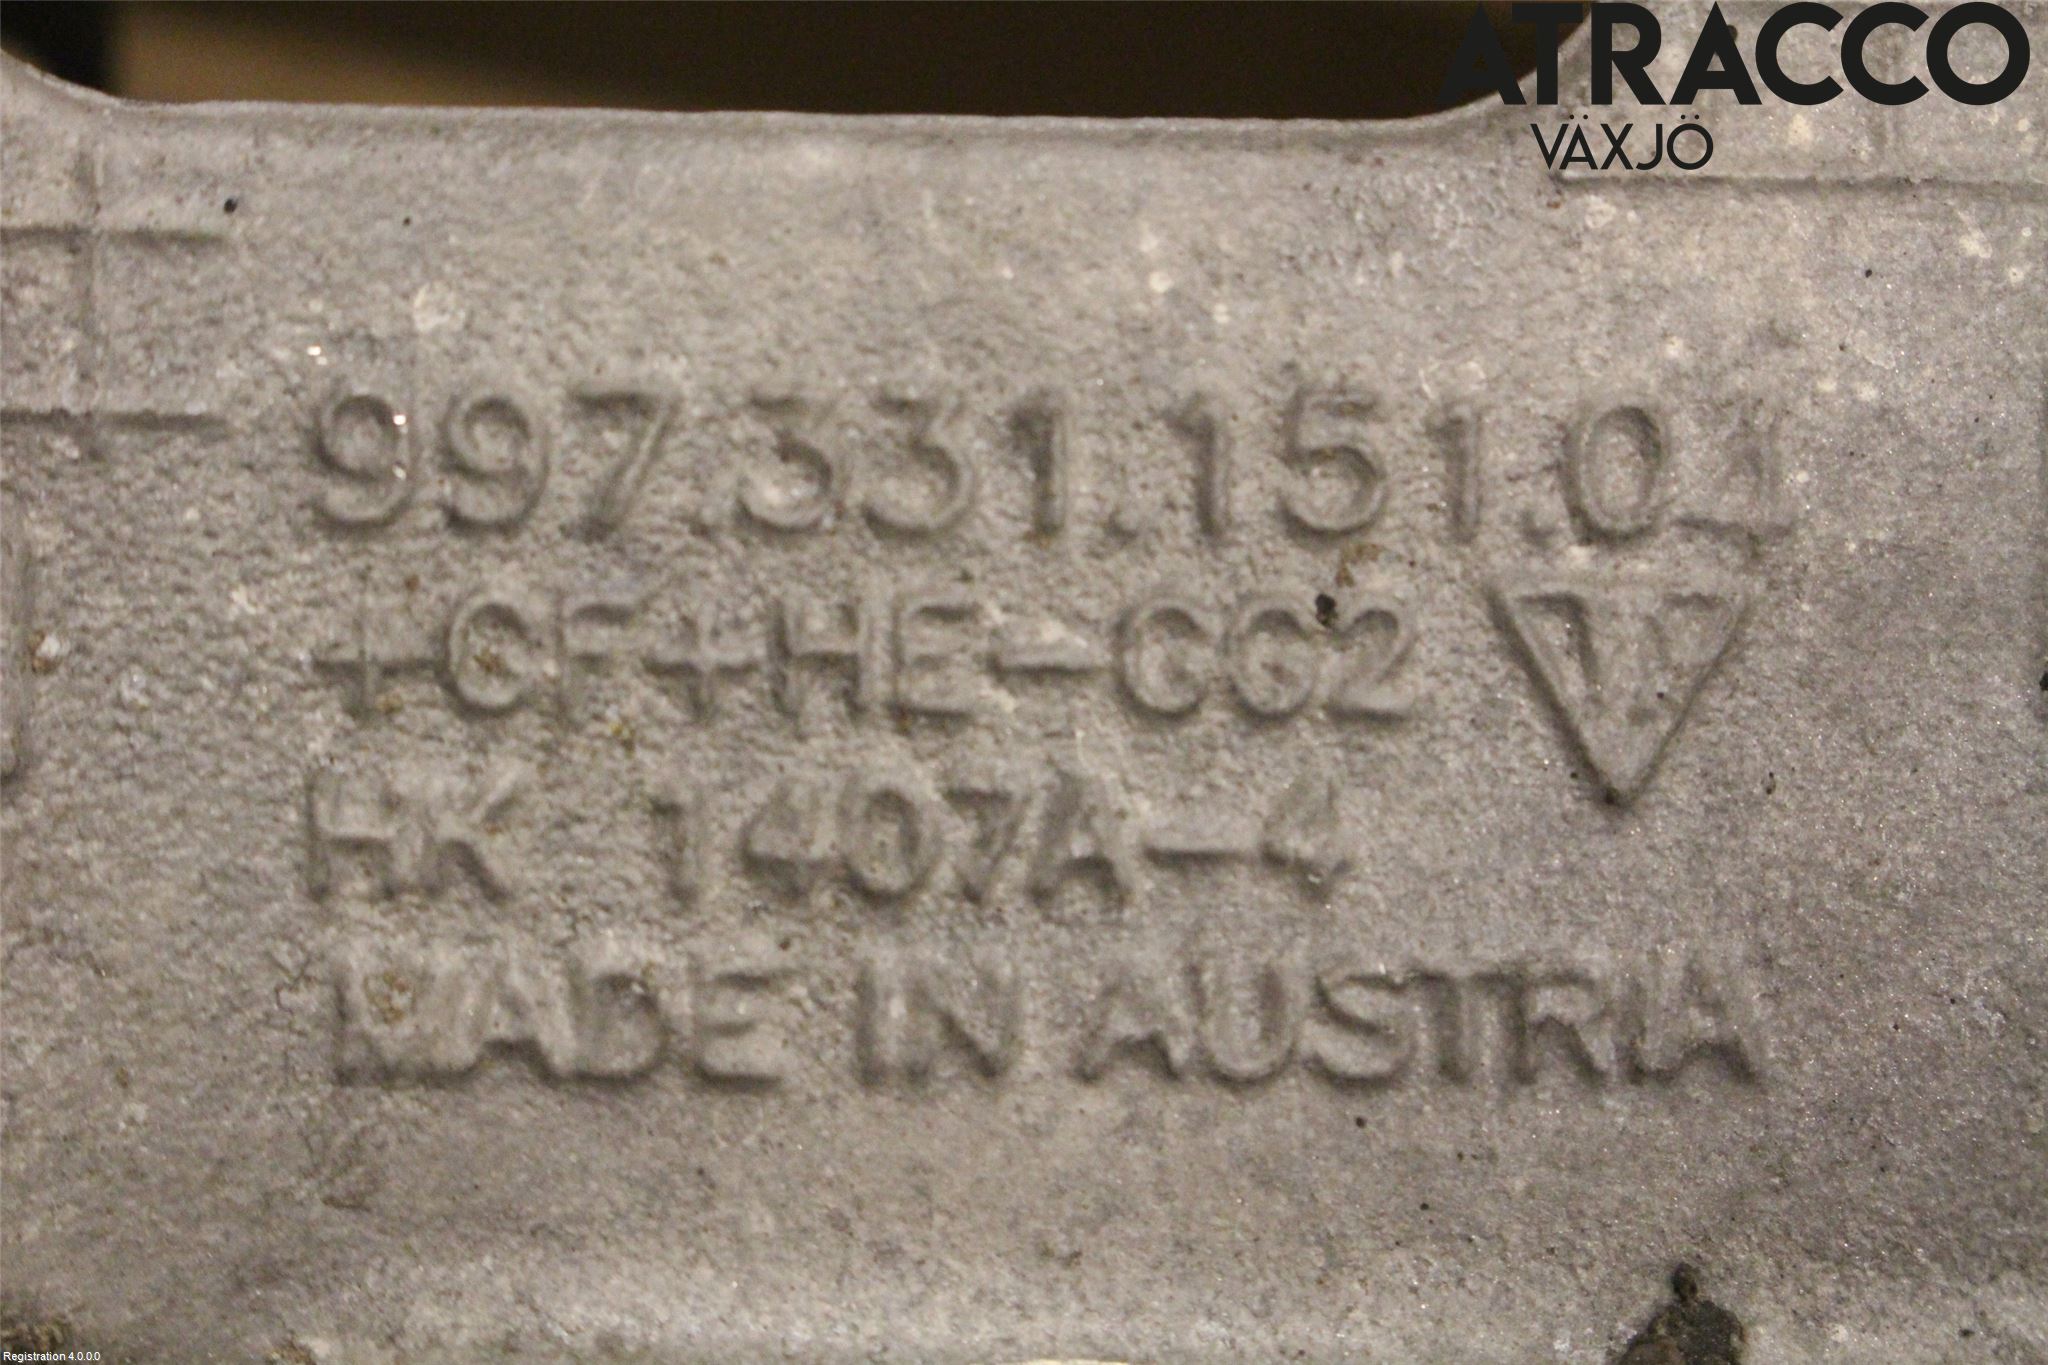 ATRACCO
VÄXJÖ
997.331.151.01
+GF+HE-GG2
HK 1407A-4
MADE IN AUSTRIA
Registration 4.0.0.0